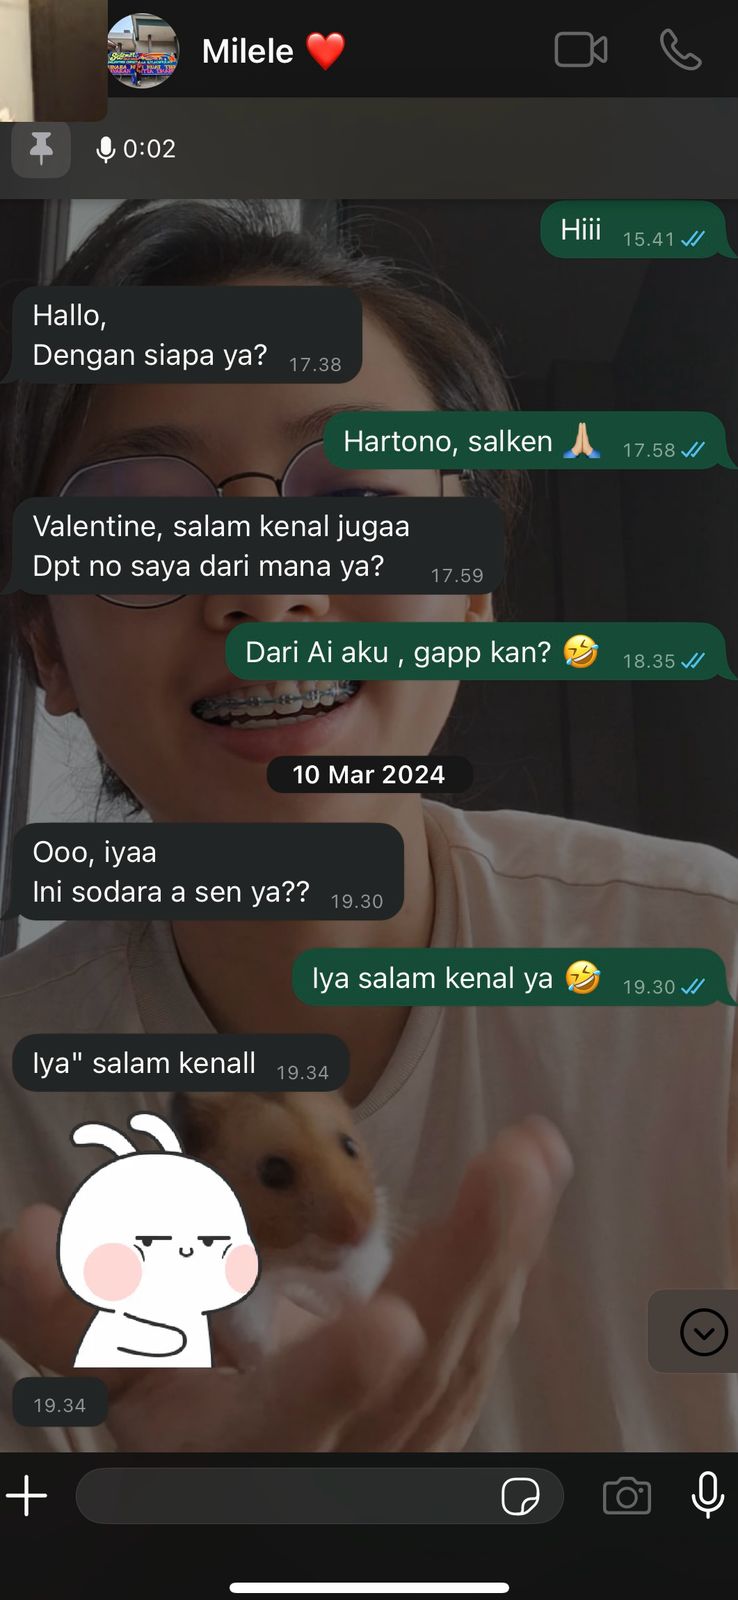 Milele ❤️
0:02
Hiii 15.41
Hallo,
Dengan siapa ya? 17.38
Hartono, salken 🙏🏻 17.58
Valentine, salam kenal jugaa
Dpt no saya dari mana ya? 17.59
Dari Ai aku , gapp kan? 🤣 18.35
10 Mar 2024
Ooo, iyaa
Ini sodara a sen ya?? 19.30
Iya salam kenal ya 🤣 19.30
Iya" salam kenall 19.34
19.34